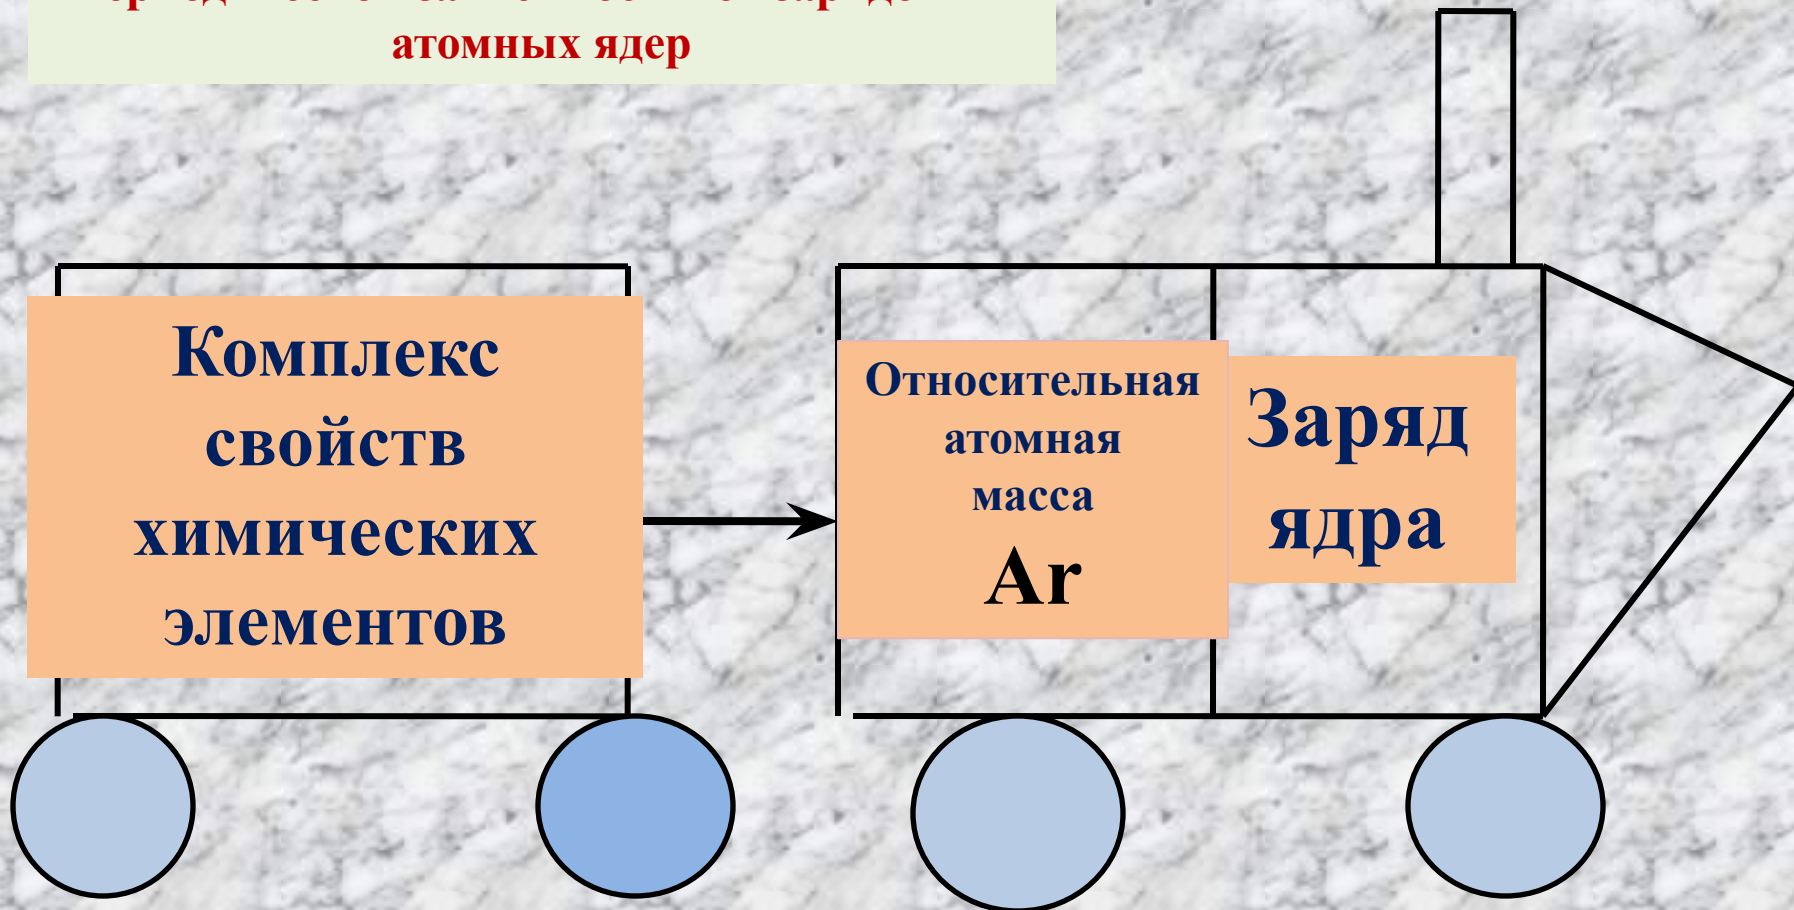 атомных ядер
Комплекс
свойств
химических
элементов
Относительная
атомная
масса
Ar
Заряд
ядра